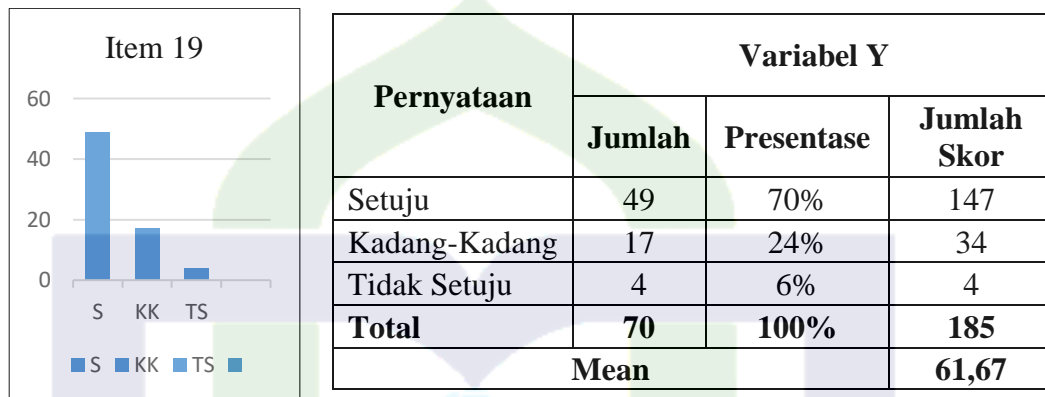 Item 19
60
40
20
0
S KK TS
S KK TS
Pernyataan Variabel Y
Jumlah Presentase Jumlah Skor
Setuju 49 70% 147
Kadang-Kadang 17 24% 34
Tidak Setuju 4 6% 4
Total 70 100% 185
Mean 61,67